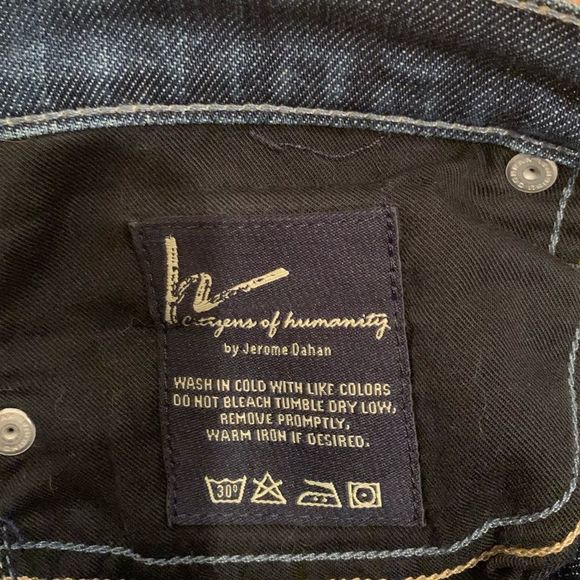 h
Citizens of humanity
by Jerome Dahan
WASH IN COLD WITH LIKE COLORS
DO NOT BLEACH TUMBLE DRY LOW,
REMOVE PROMPTLY,
WARM IRON IF DESIRED.
30°